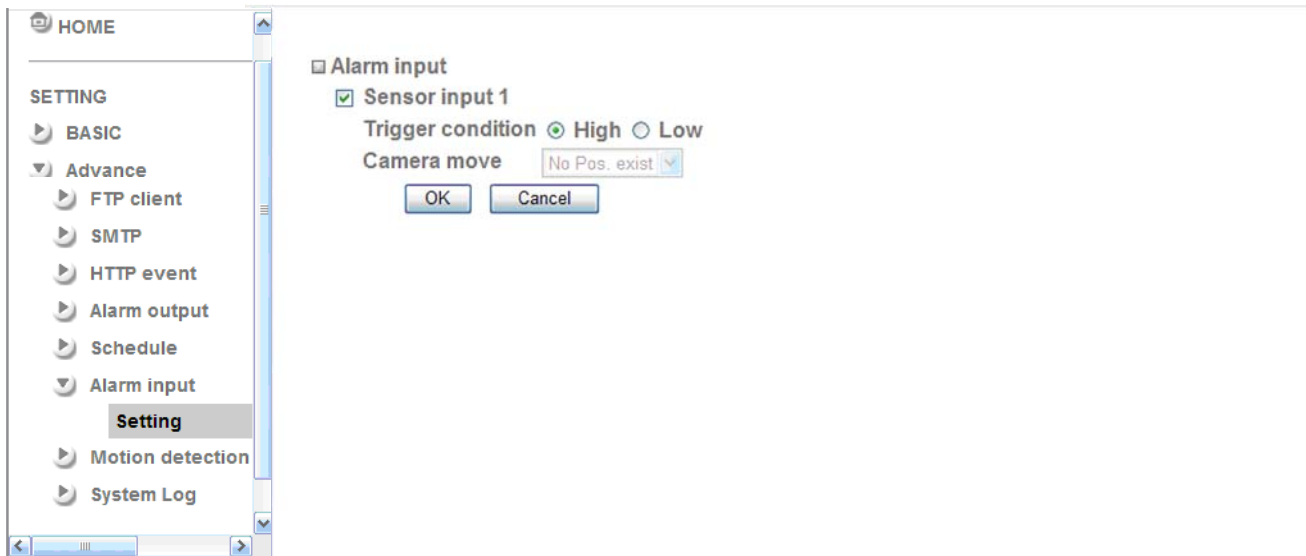 HOME
SETTING
BASIC
Advance
FTP client
SMTP
HTTP event
Alarm output
Schedule
Alarm input
Setting
Motion detection
System Log
Alarm input
Sensor input 1
Trigger condition High Low
Camera move No Pos. exist
OK Cancel